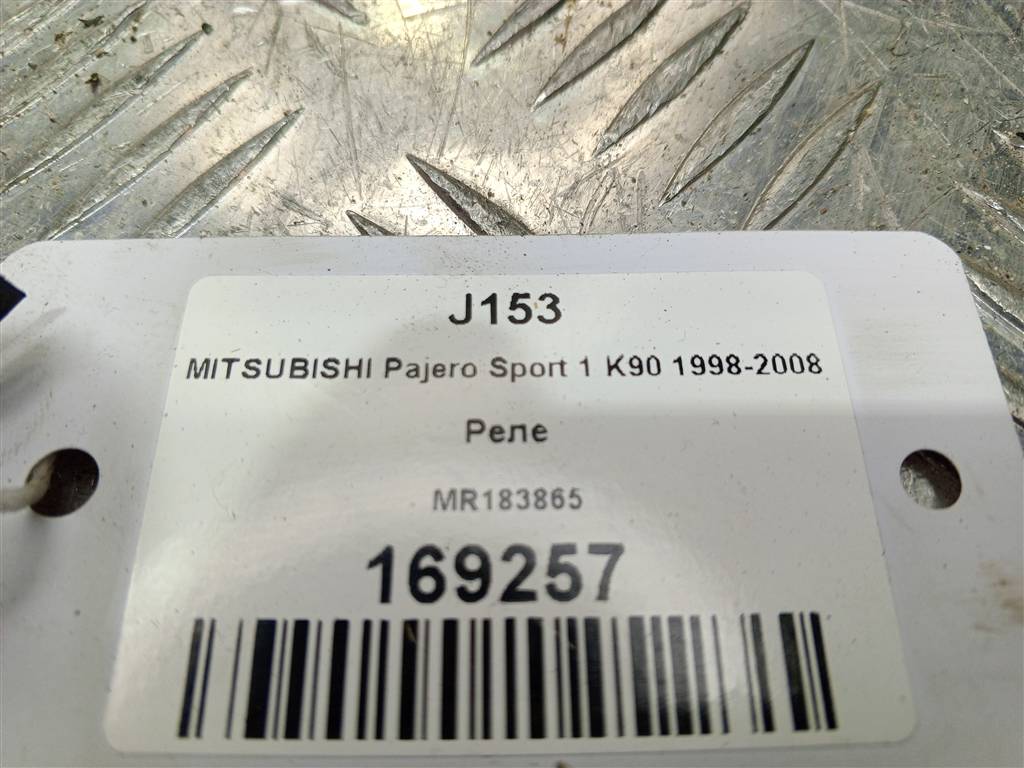 J153
MITSUBISHI Pajero Sport 1 K90 1998-2008
Реле
MR183865
169257